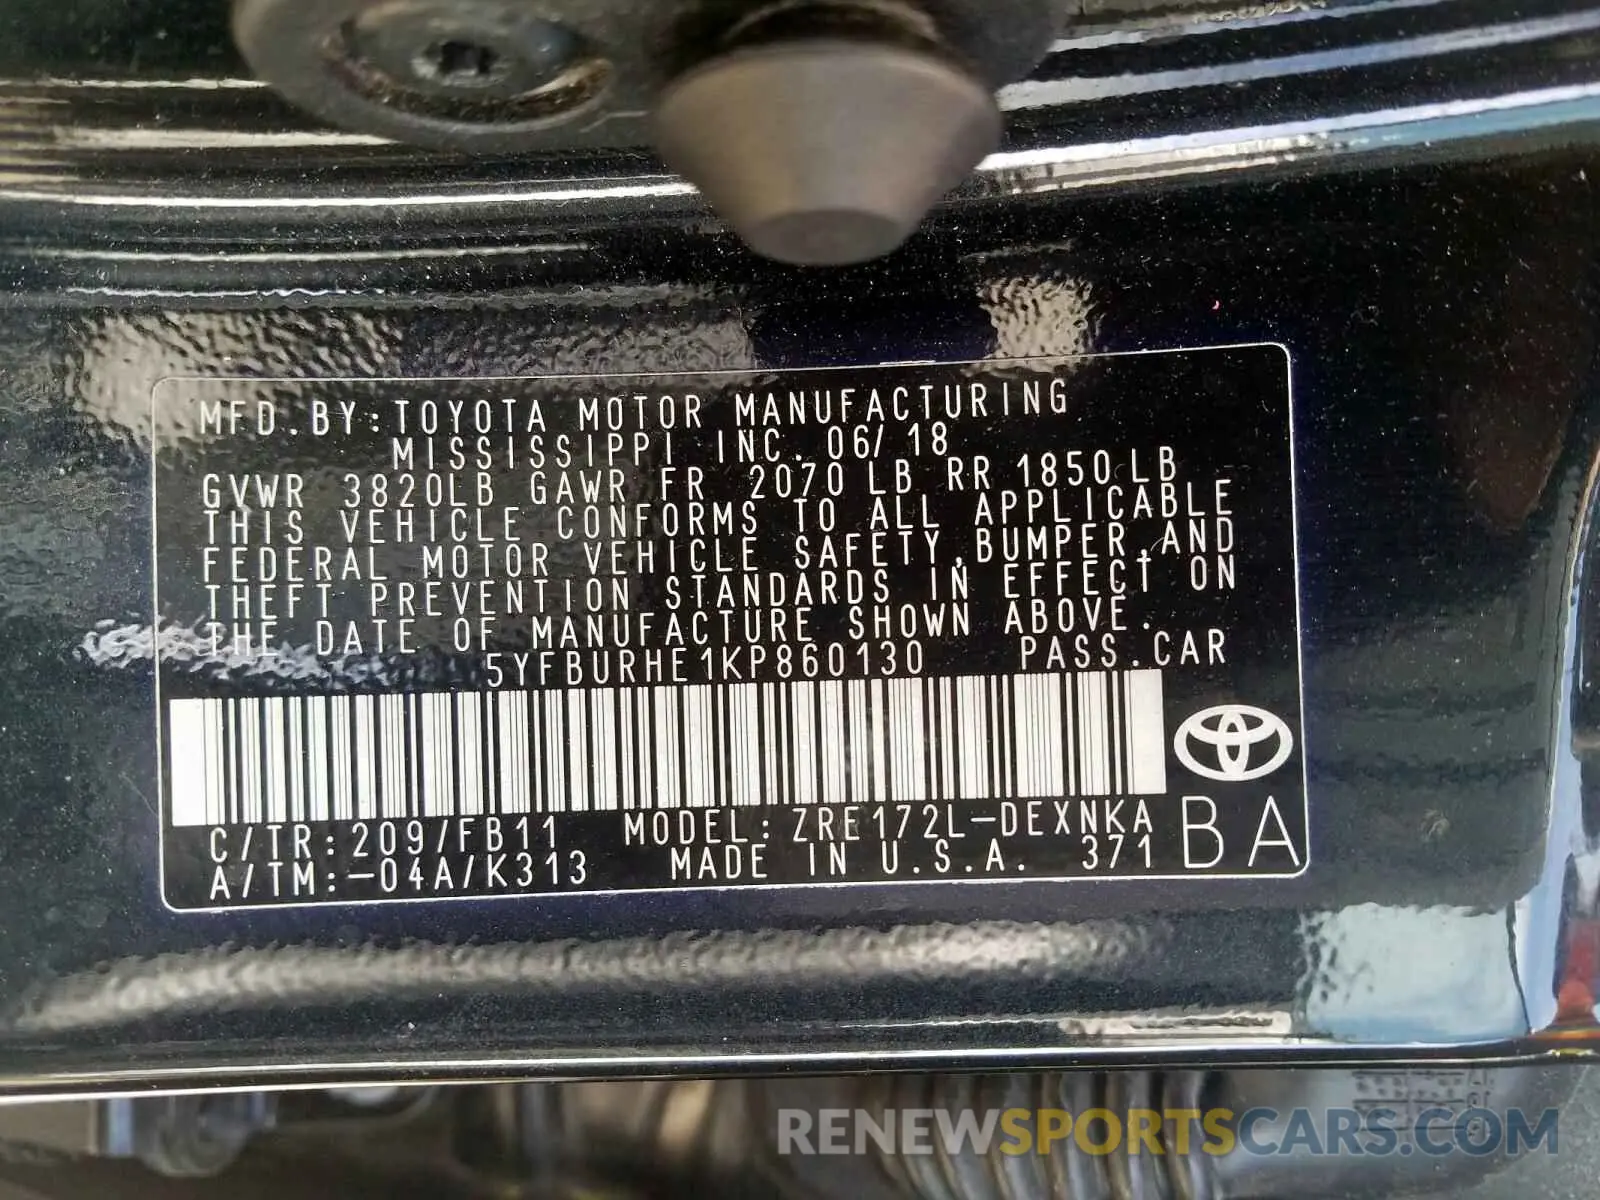 MFD.BY:TOYOTA MOTOR MANUFACTURING
MISSISSIPPI INC. 06/18
GVWR 3820LB GAWR FR 2070LB RR 1850LB
THIS VEHICLE CONFORMS TO ALL APPLICABLE
FEDERAL MOTOR VEHICLE SAFETY,BUMPER,AND
THEFT PREVENTION STANDARDS IN EFFECT ON
THE DATE OF MANUFACTURE SHOWN ABOVE.
5YFBURHE1KP860130 PASS.CAR
C/TR:209/FB11 MODEL:ZRE172L-DEXNKA
A/TM:-04A/K313 MADE IN U.S.A. 371 BA
RENEWSPORTSCARS.COM